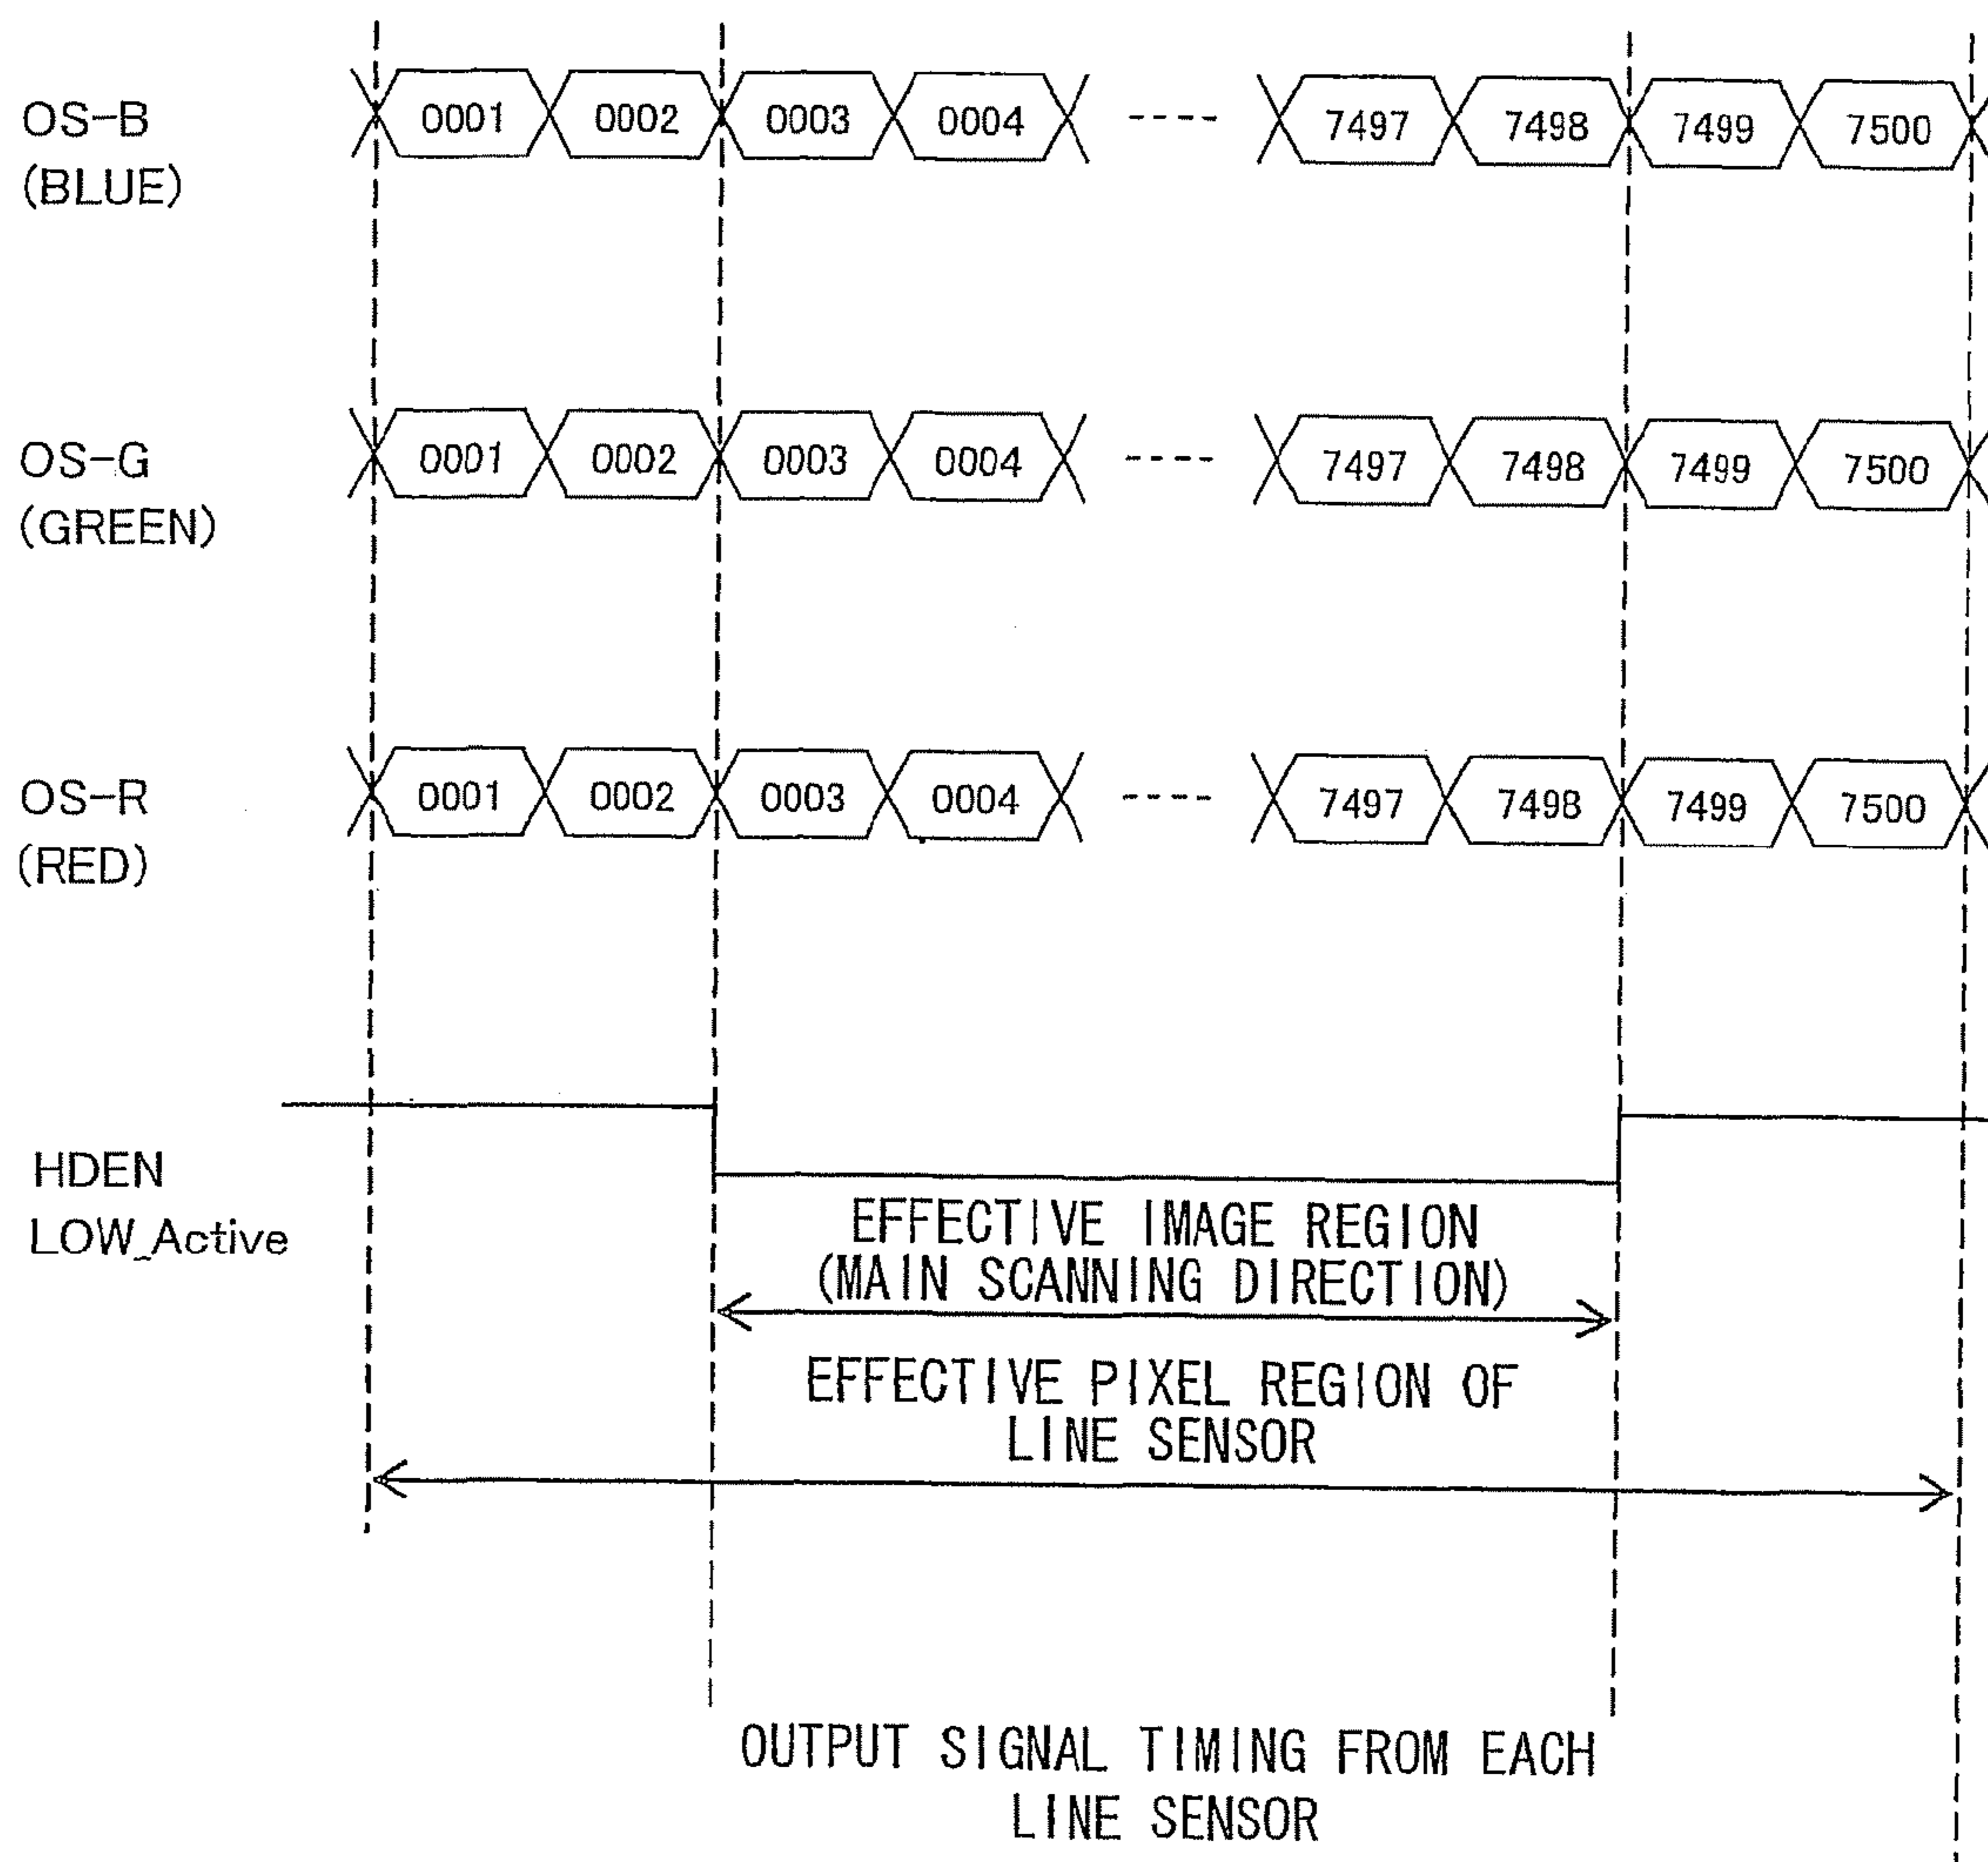 OS-B
(BLUE)
0001 0002 0003 0004 ---- 7497 7498 7499 7500
OS-G
(GREEN)
0001 0002 0003 0004 ---- 7497 7498 7499 7500
OS-R
(RED)
0001 0002 0003 0004 ---- 7497 7498 7499 7500
HDEN
LOW_Active
EFFECTIVE IMAGE REGION
(MAIN SCANNING DIRECTION)
EFFECTIVE PIXEL REGION OF
LINE SENSOR
OUTPUT SIGNAL TIMING FROM EACH
LINE SENSOR